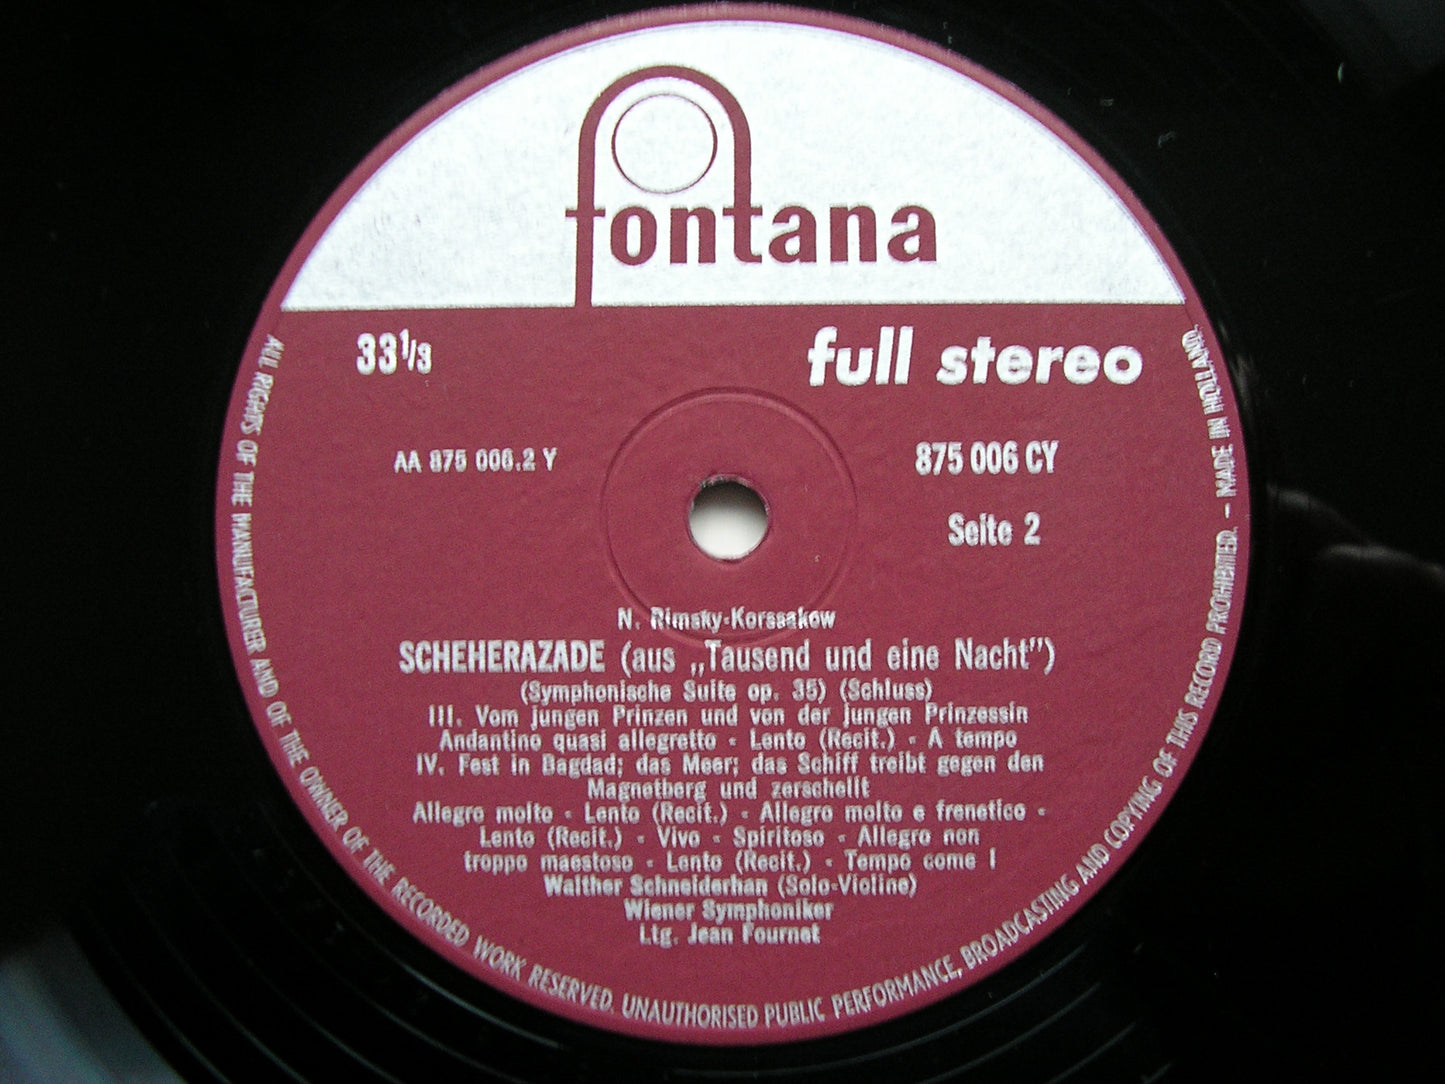 fontana
33 1/3
full stereo
AA 875 006.2 Y
875 006 CY
Seite 2
N. Rimsky-Korssakow
SCHEHERAZADE (aus „Tausend und eine Nacht")
(Symphonische Suite op. 35) (Schluss)
III. Vom jungen Prinzen und von der jungen Prinzessin
Andantino quasi allegretto - Lento (Recit.) - A tempo
IV. Fest in Bagdad; das Meer; das Schiff treibt gegen den
Magnetberg und zerschellt
Allegro molto - Lento (Recit.) - Allegro molto e frenetico -
Lento (Recit.) - Vivo - Spiritoso - Allegro non
troppo maestoso - Lento (Recit.) - Tempo come I
Walther Schneiderhan (Solo-Violine)
Wiener Symphoniker
Ltg. Jean Fournet
ALL RIGHTS OF THE MANUFACTURER AND OF THE OWNER OF THE RECORDED WORK RESERVED. UNAUTHORISED PUBLIC PERFORMANCE, BROADCASTING AND COPYING OF THIS RECORD PROHIBITED. - MADE IN HOLLAND.